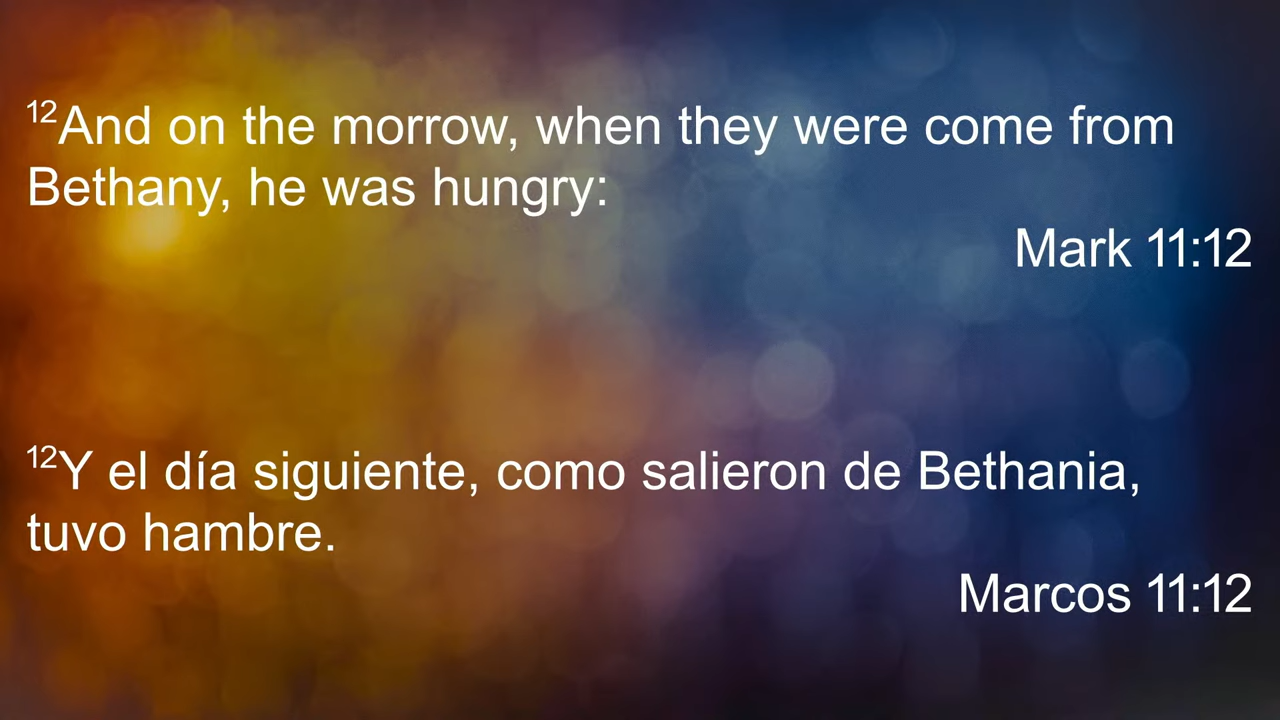 12And on the morrow, when they were come from
Bethany, he was hungry:
Mark 11:12
12Y el día siguiente, como salieron de Bethania,
tuvo hambre.
Marcos 11:12